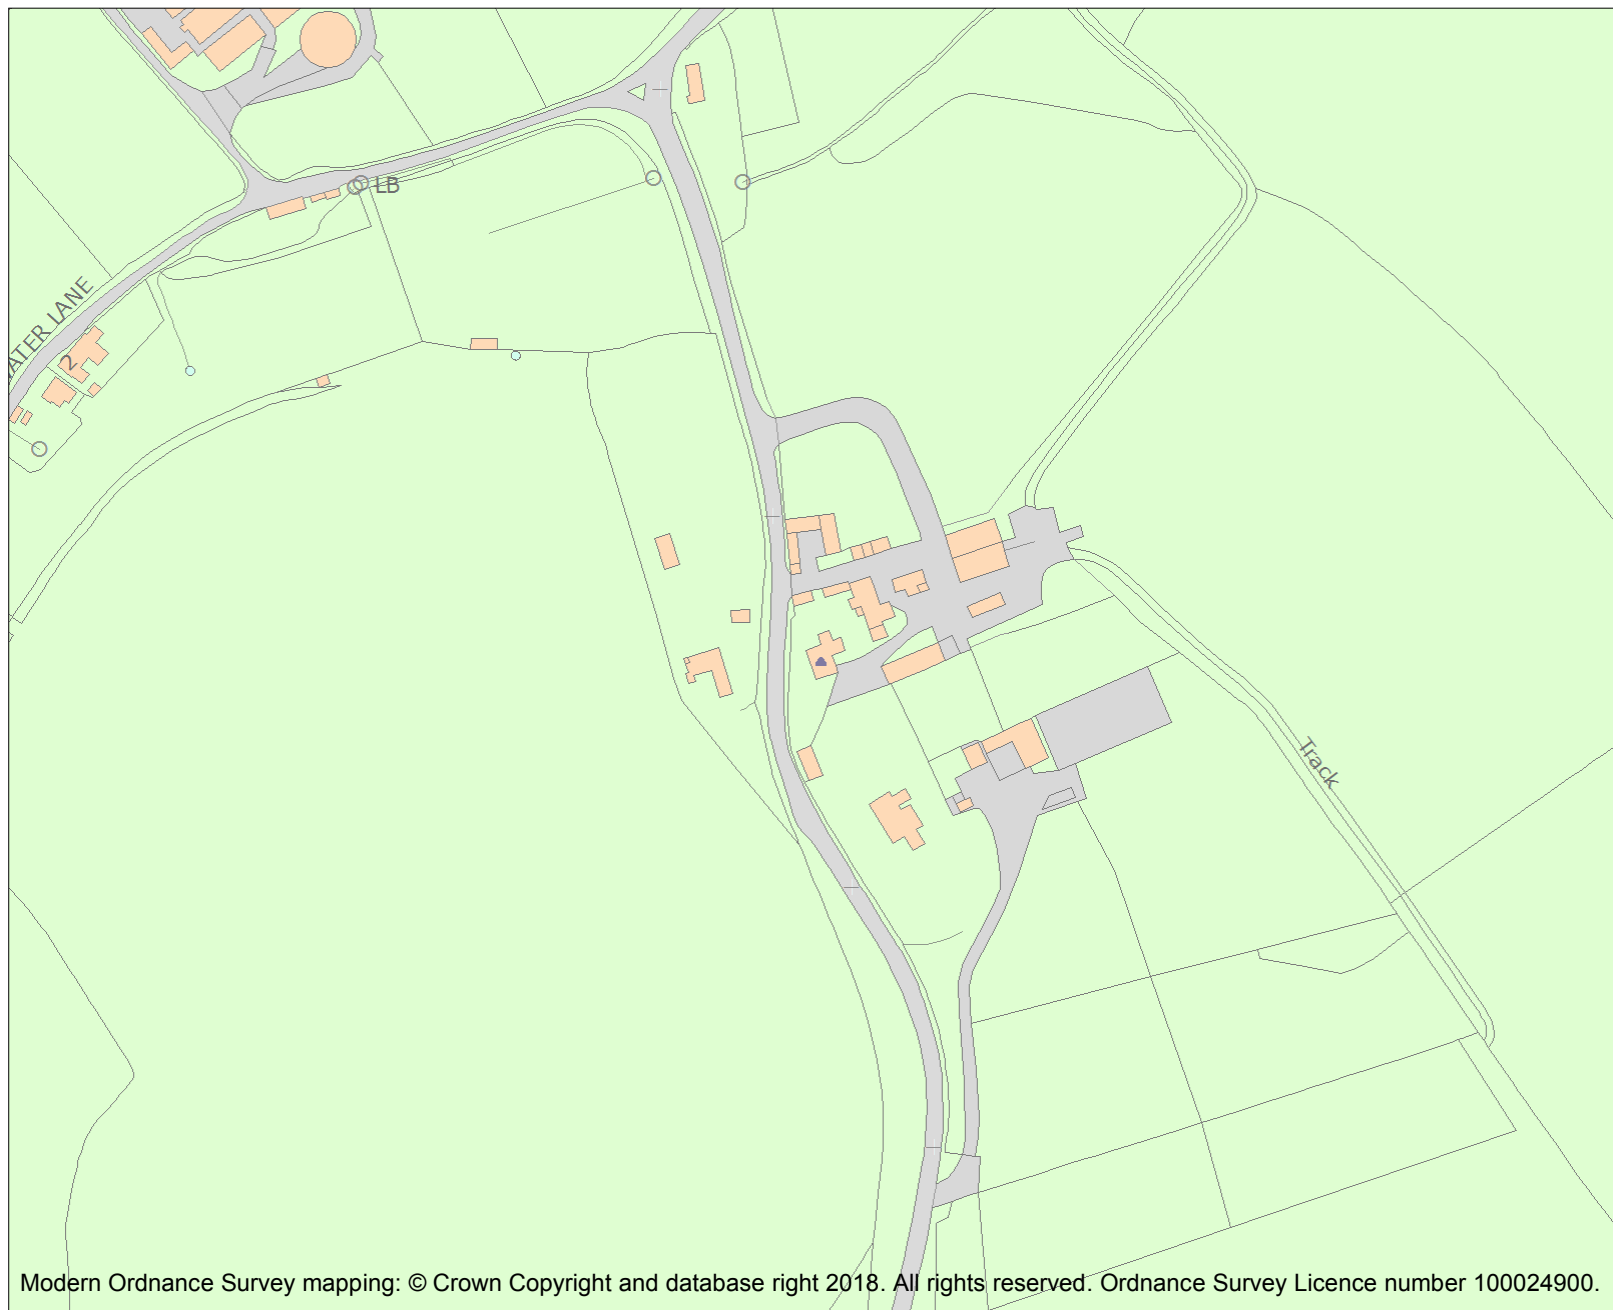 LB
ATER LANE
2
Track
Modern Ordnance Survey mapping: © Crown Copyright and database right 2018. All rights reserved. Ordnance Survey Licence number 100024900.